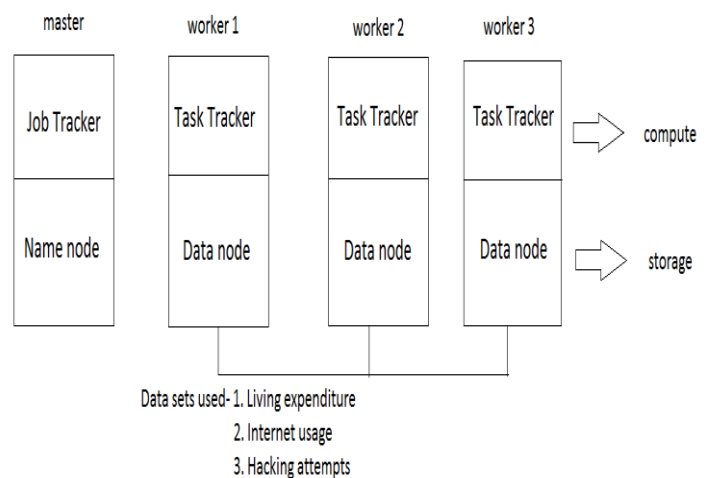 master
worker 1
worker 2
worker 3
Job Tracker
Task Tracker
Task Tracker
Task Tracker
compute
Name node
Data node
Data node
Data node
storage
Data sets used- 1. Living expenditure
2. Internet usage
3. Hacking attempts